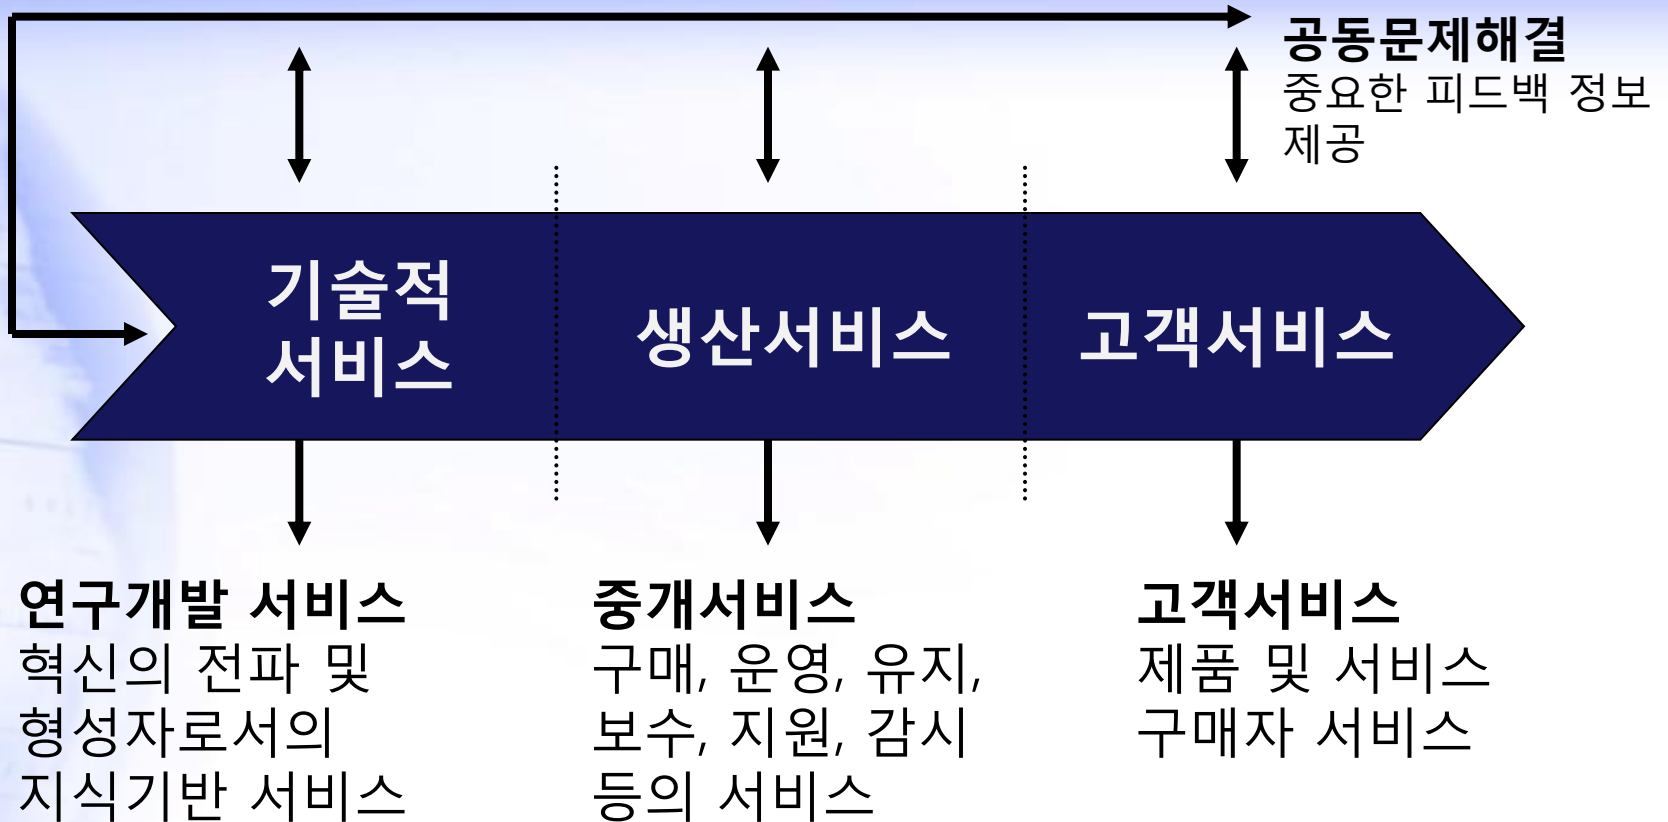 공동문제해결
중요한 피드백 정보
제공
기술적
서비스
생산서비스
고객서비스
연구개발 서비스
혁신의 전파 및
형성자로서의
지식기반 서비스
중개서비스
구매, 운영, 유지,
보수, 지원, 감시
등의 서비스
고객서비스
제품 및 서비스
구매자 서비스